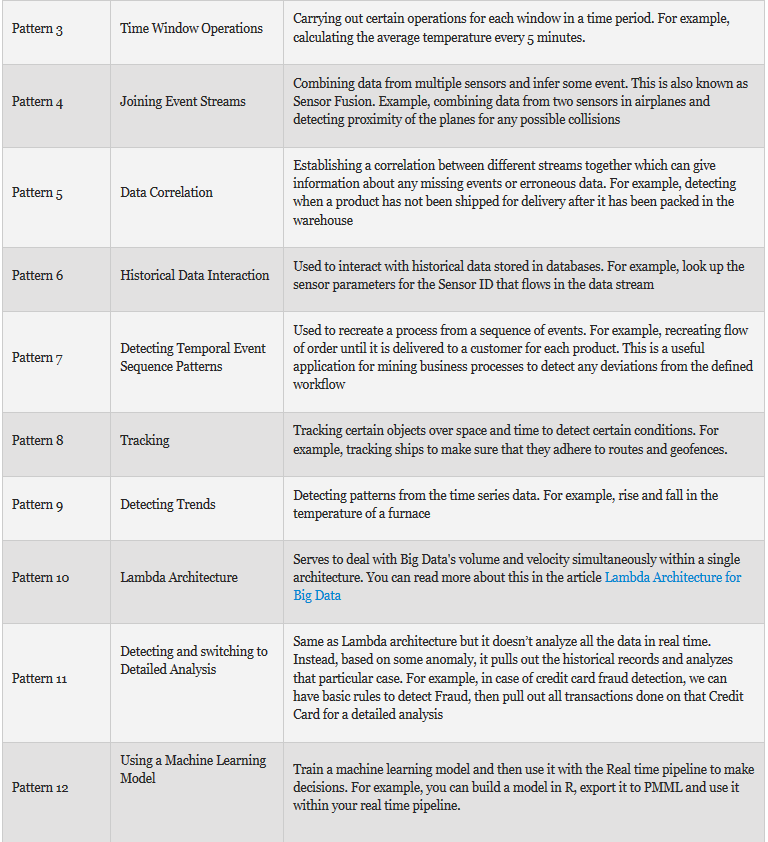 Pattern 3
Time Window Operations
Carrying out certain operations for each window in a time period. For example,
calculating the average temperature every 5 minutes.
Pattern 4
Joining Event Streams
Combining data from multiple sensors and infer some event. This is also known as
Sensor Fusion. Example, combining data from two sensors in airplanes and
detecting proximity of the planes for any possible collisions
Pattern 5
Data Correlation
Establishing a correlation between different streams together which can give
information about any missing events or erroneous data. For example, detecting
when a product has not been shipped for delivery after it has been packed in the
warehouse
Pattern 6
Historical Data Interaction
Used to interact with historical data stored in databases. For example, look up the
sensor parameters for the Sensor ID that flows in the data stream
Pattern 7
Detecting Temporal Event
Sequence Patterns
Used to recreate a process from a sequence of events. For example, recreating flow
of order until it is delivered to a customer for each product. This is a useful
application for mining business processes to detect any deviations from the defined
workflow
Pattern 8
Tracking
Tracking certain objects over space and time to detect certain conditions. For
example, tracking ships to make sure that they adhere to routes and geofences.
Pattern 9
Detecting Trends
Detecting patterns from the time series data. For example, rise and fall in the
temperature of a furnace
Pattern 10
Lambda Architecture
Serves to deal with Big Data's volume and velocity simultaneously within a single
architecture. You can read more about this in the article Lambda Architecture for
Big Data
Pattern 11
Detecting and switching to
Detailed Analysis
Same as Lambda architecture but it doesn’t analyze all the data in real time.
Instead, based on some anomaly, it pulls out the historical records and analyzes
that particular case. For example, in case of credit card fraud detection, we can
have basic rules to detect Fraud, then pull out all transactions done on that Credit
Card for a detailed analysis
Pattern 12
Using a Machine Learning
Model
Train a machine learning model and then use it with the Real time pipeline to make
decisions. For example, you can build a model in R, export it to PMML and use it
within your real time pipeline.